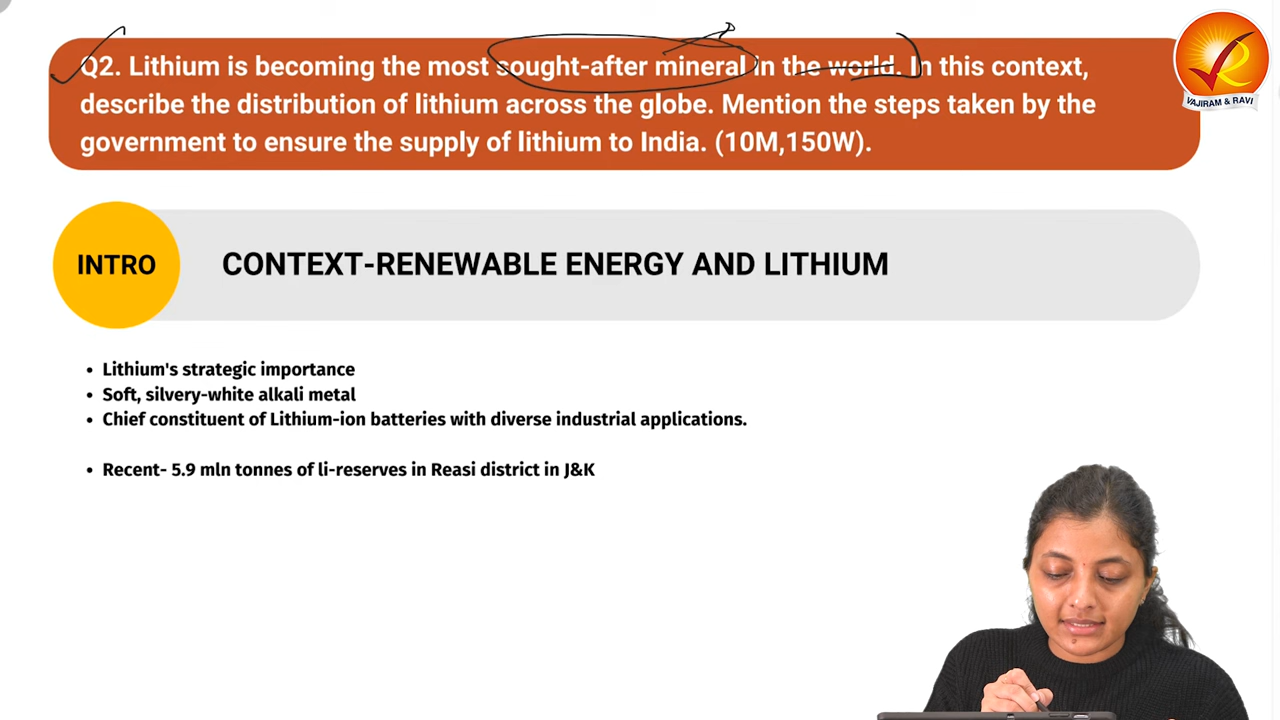 Q2. Lithium is becoming the most sought-after mineral in the world. In this context,
describe the distribution of lithium across the globe. Mention the steps taken by the
government to ensure the supply of lithium to India. (10M,150W).
VAJIRAM & RAVI
INTRO
CONTEXT-RENEWABLE ENERGY AND LITHIUM
• Lithium's strategic importance
• Soft, silvery-white alkali metal
• Chief constituent of Lithium-ion batteries with diverse industrial applications.
• Recent- 5.9 mln tonnes of li-reserves in Reasi district in J&K